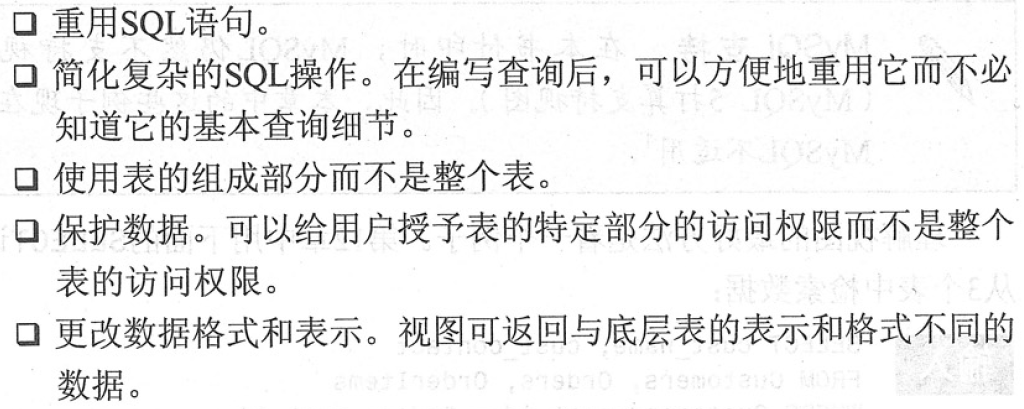 ❑ 重用SQL语句。
❑ 简化复杂的SQL操作。在编写查询后，可以方便地重用它而不必
知道它的基本查询细节。
❑ 使用表的组成部分而不是整个表。
❑ 保护数据。可以给用户授予表的特定部分的访问权限而不是整个
表的访问权限。
❑ 更改数据格式和表示。视图可返回与底层表的表示和格式不同的
数据。